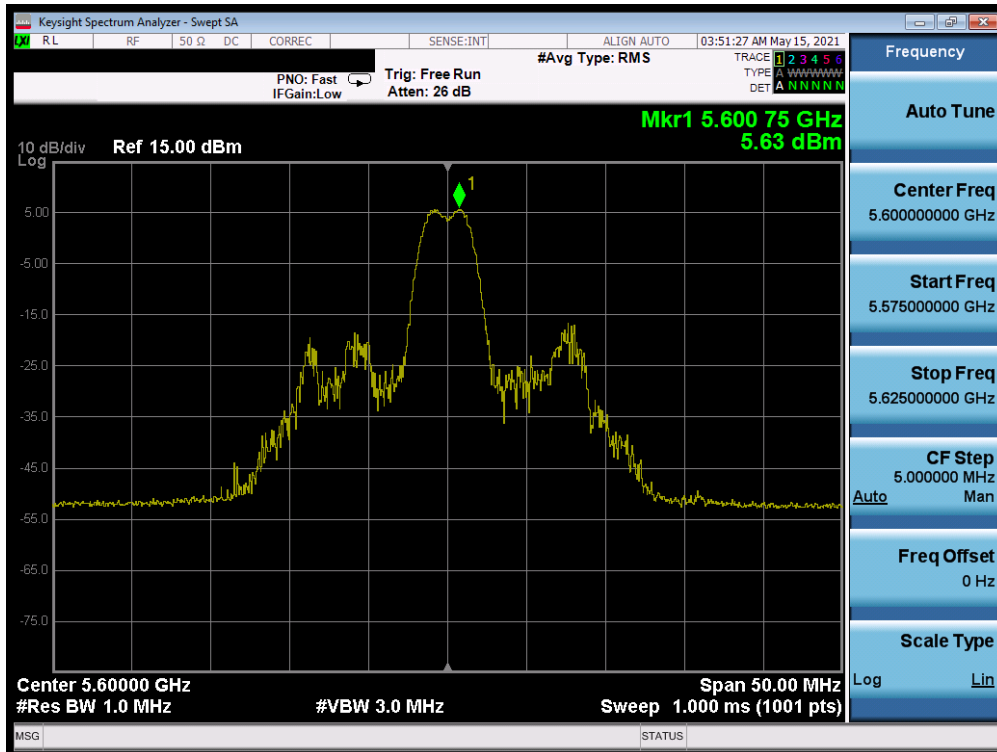 Keysight Spectrum Analyzer - Swept SA
LXI RL RF 50 Ω DC CORREC SENSE:INT ALIGN AUTO 03:51:27 AM May 15, 2021
#Avg Type: RMS
TRACE 1 2 3 4 5 6
PNO: Fast Trig: Free Run
TYPE A WWWWW
IFGain:Low Atten: 26 dB
DET A N N N N N
Mkr1 5.600 75 GHz
5.63 dBm
10 dB/div Ref 15.00 dBm
Log
1
5.00
-5.00
-15.0
-25.0
-35.0
-45.0
-55.0
-65.0
-75.0
Center 5.60000 GHz Span 50.00 MHz
#Res BW 1.0 MHz #VBW 3.0 MHz Sweep 1.000 ms (1001 pts)
MSG STATUS
Frequency
Auto Tune
Center Freq
5.600000000 GHz
Start Freq
5.575000000 GHz
Stop Freq
5.625000000 GHz
CF Step
5.000000 MHz
Auto Man
Freq Offset
0 Hz
Scale Type
Log Lin